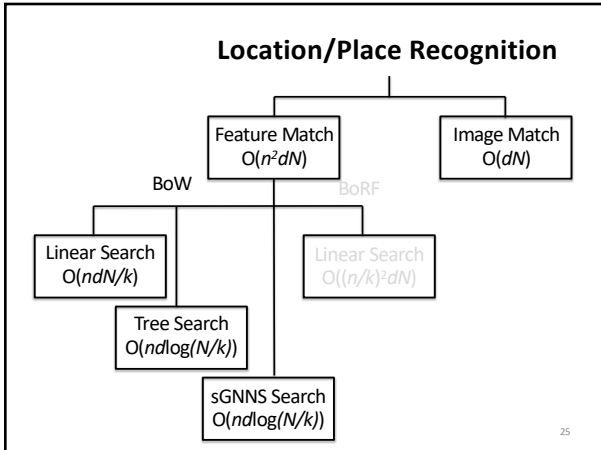 Location/Place Recognition
Feature Match
O(n²dN)
Image Match
O(dN)
BoW
BoRF
Linear Search
O(ndN/k)
Linear Search
O((n/k)²dN)
Tree Search
O(ndlog(N/k))
sGNNS Search
O(ndlog(N/k))
25